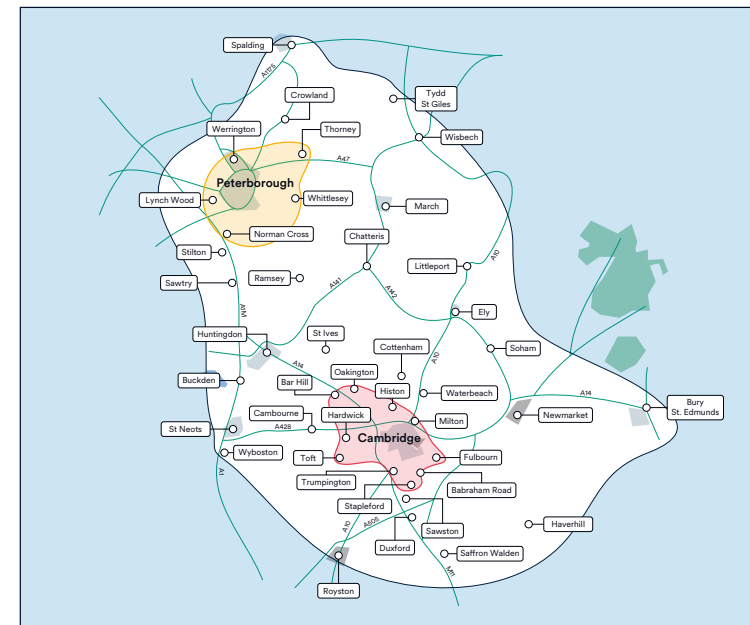 Spalding
A1175
Crowland
Tydd
St Giles
Werrington
Thorney
Wisbech
A47
Peterborough
Lynch Wood
Whittlesey
March
Norman Cross
Chatteris
Stilton
A10
Littleport
Sawtry
Ramsey
A141
A142
A1M
Ely
Huntingdon
St Ives
Cottenham
Soham
A10
A14
Oakington
Buckden
Bar Hill
Histon
Waterbeach
A14
Bury
St. Edmunds
Cambourne
Hardwick
Milton
Newmarket
St Neots
A428
Cambridge
Wyboston
Toft
Fulbourn
A1
Trumpington
Babraham Road
Stapleford
A10
A505
Sawston
Haverhill
Duxford
Saffron Walden
M11
Royston